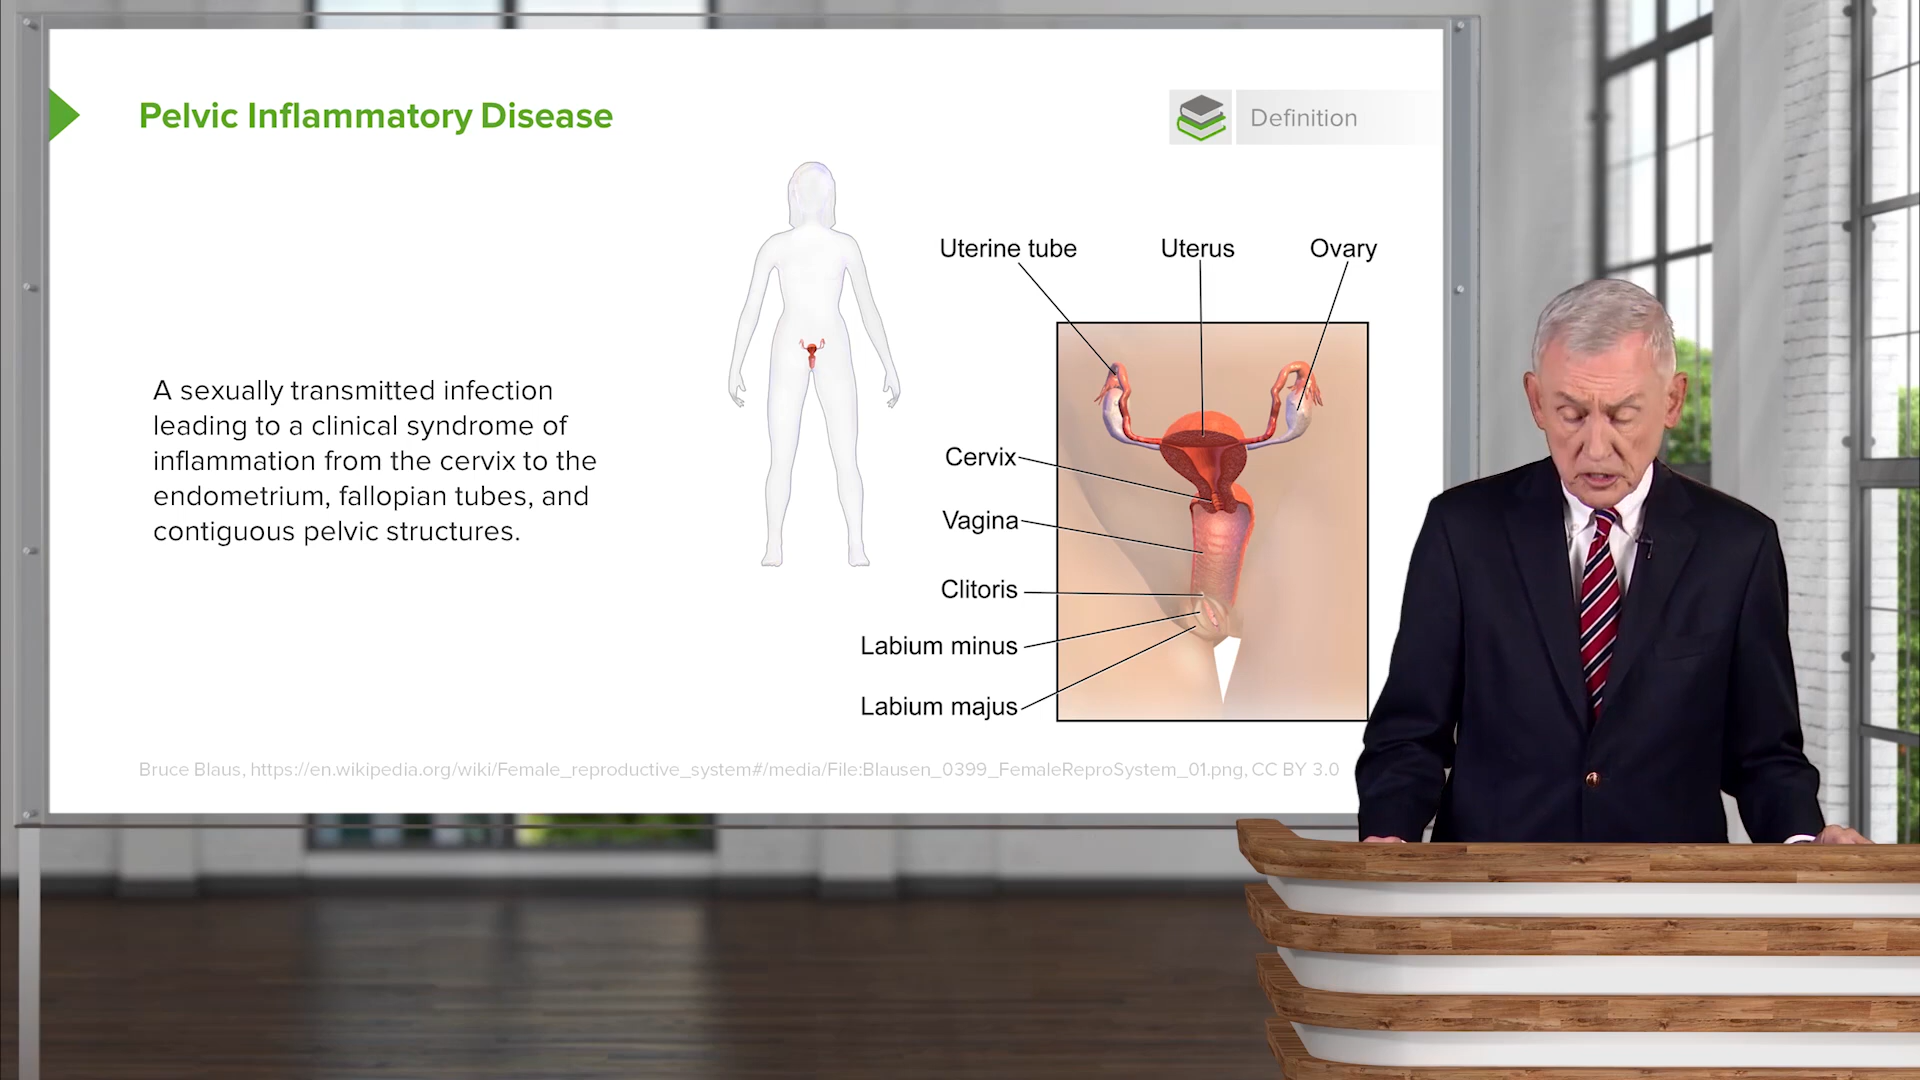 Pelvic Inflammatory Disease
Definition
A sexually transmitted infection
leading to a clinical syndrome of
inflammation from the cervix to the
endometrium, fallopian tubes, and
contiguous pelvic structures.
Uterine tube
Uterus
Ovary
Cervix
Vagina
Clitoris
Labium minus
Labium majus
Bruce Blaus, https://en.wikipedia.org/wiki/Female_reproductive_system#/media/File:Blausen_0399_FemaleReproSystem_01.png, CC BY 3.0